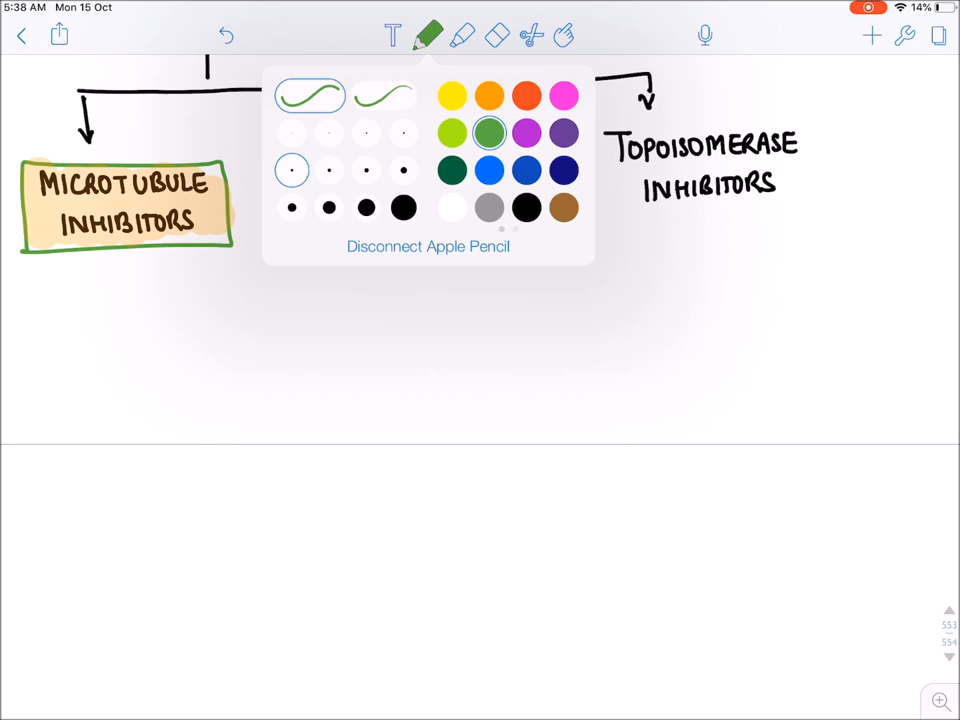 5:38 AM Mon 15 Oct
14%
T
TOPOISOMERASE
INHIBITORS
MICROTUBULE
INHIBITORS
Disconnect Apple Pencil
553
554